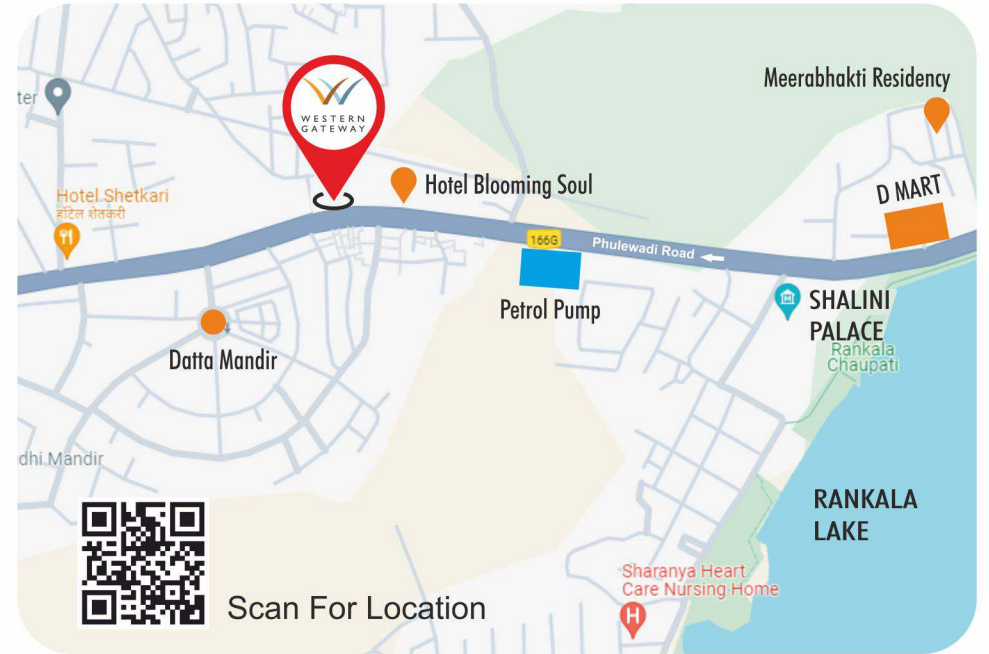 Meerabhakti Residency
ter
WESTERN
GATEWAY
Hotel Blooming Soul
D MART
Hotel Shetkari
हॉटेल शेतकरी
166G
Phulewadi Road
Petrol Pump
SHALINI
PALACE
Rankala
Chaupati
Datta Mandir
dhi Mandir
RANKALA
LAKE
Sharanya Heart
Care Nursing Home
H
Scan For Location